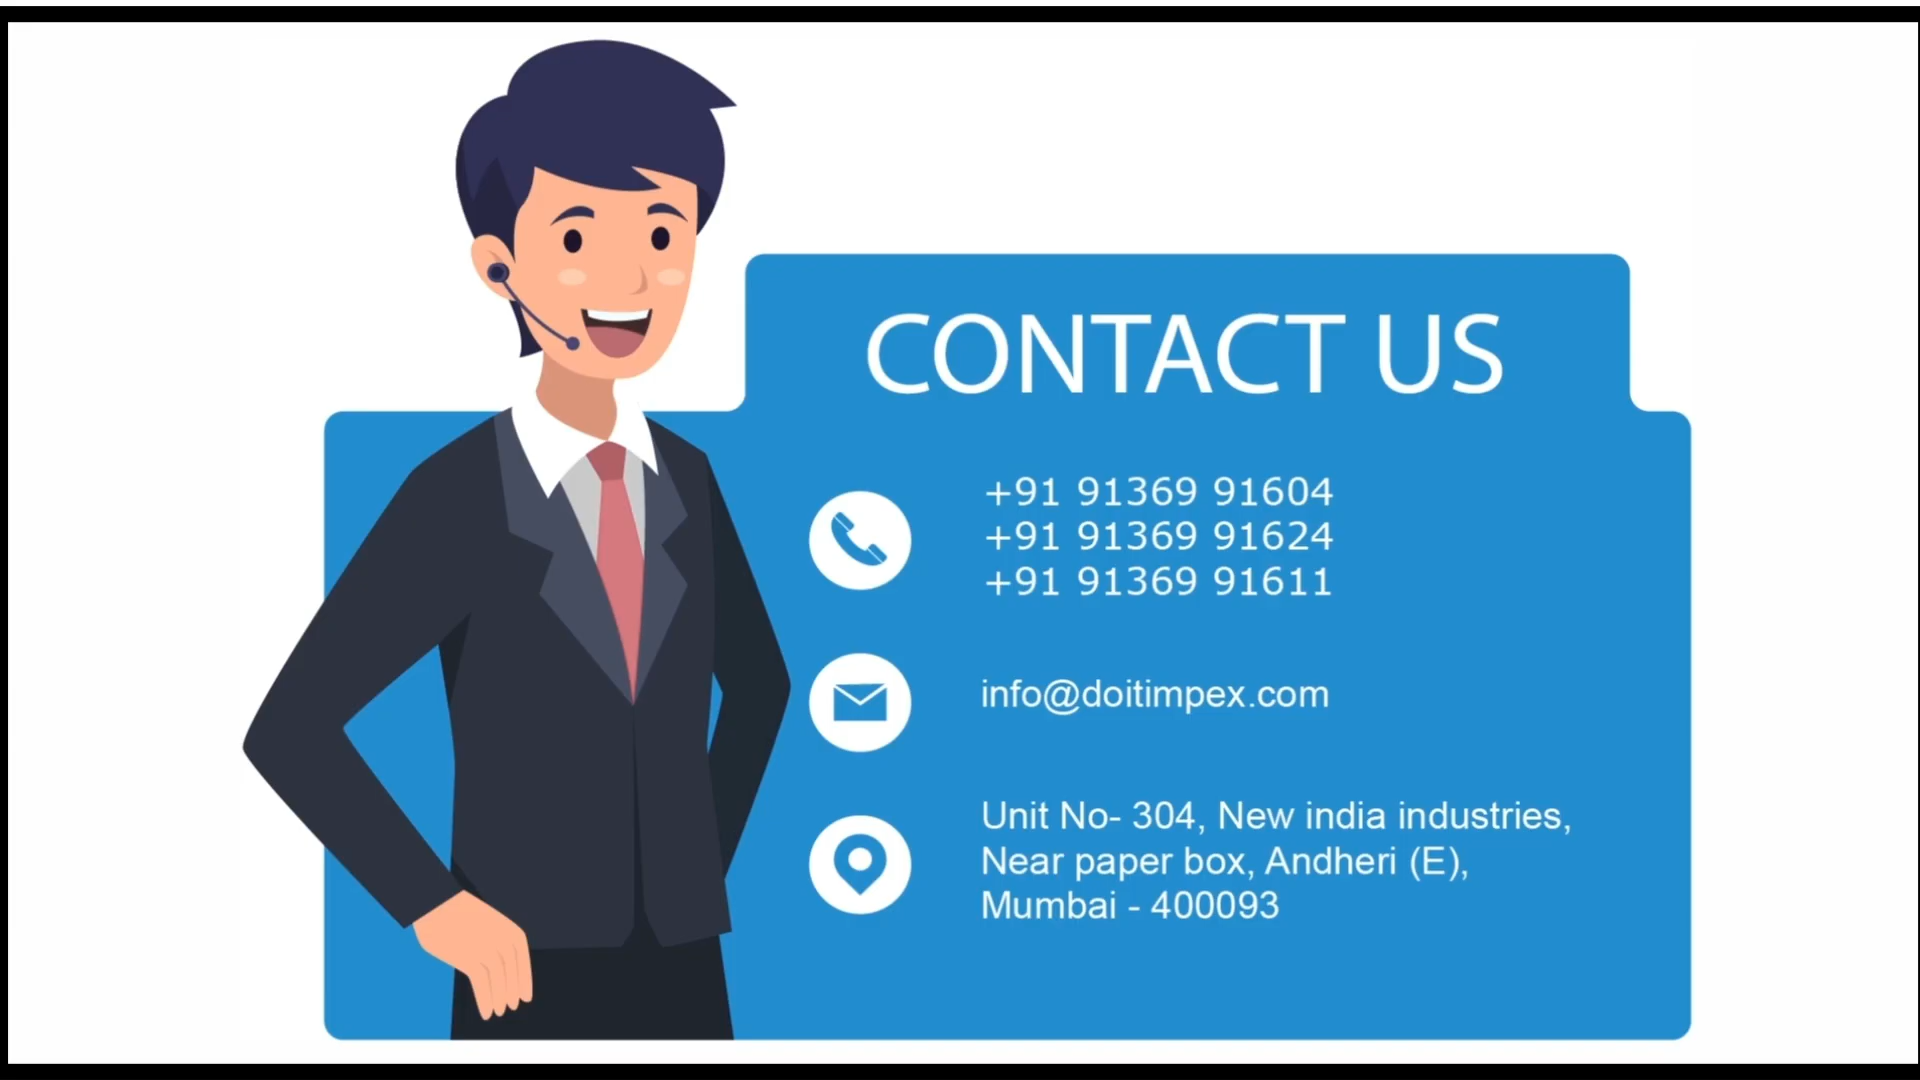 CONTACT US
+91 91369 91604
+91 91369 91624
+91 91369 91611
info@doitimpex.com
Unit No- 304, New india industries,
Near paper box, Andheri (E),
Mumbai - 400093